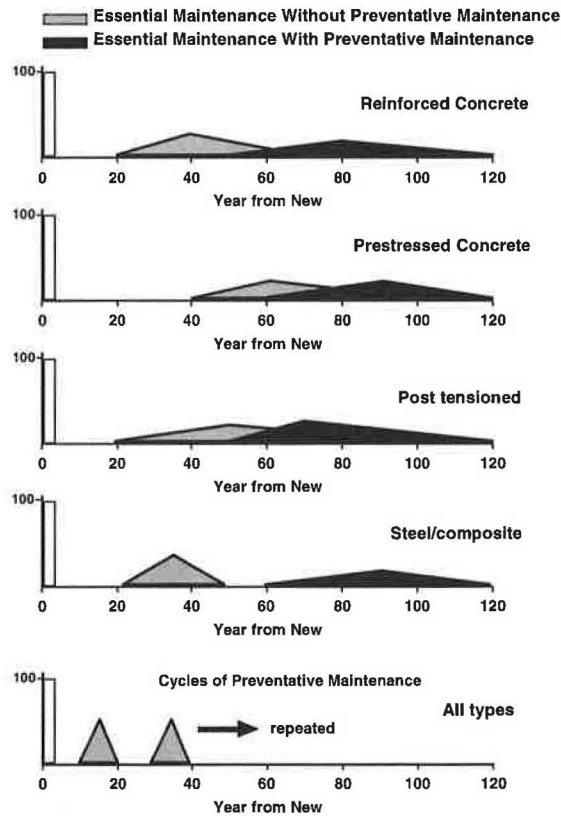 Essential Maintenance Without Preventative Maintenance
Essential Maintenance With Preventative Maintenance
100
Reinforced Concrete
0 20 40 60 80 100 120
Year from New
100
Prestressed Concrete
0 20 40 60 80 100 120
Year from New
100
Post tensioned
0 20 40 60 80 100 120
Year from New
100
Steel/composite
0 20 40 60 80 100 120
Year from New
100
Cycles of Preventative Maintenance
All types
repeated
0 20 40 60 80 100 120
Year from New